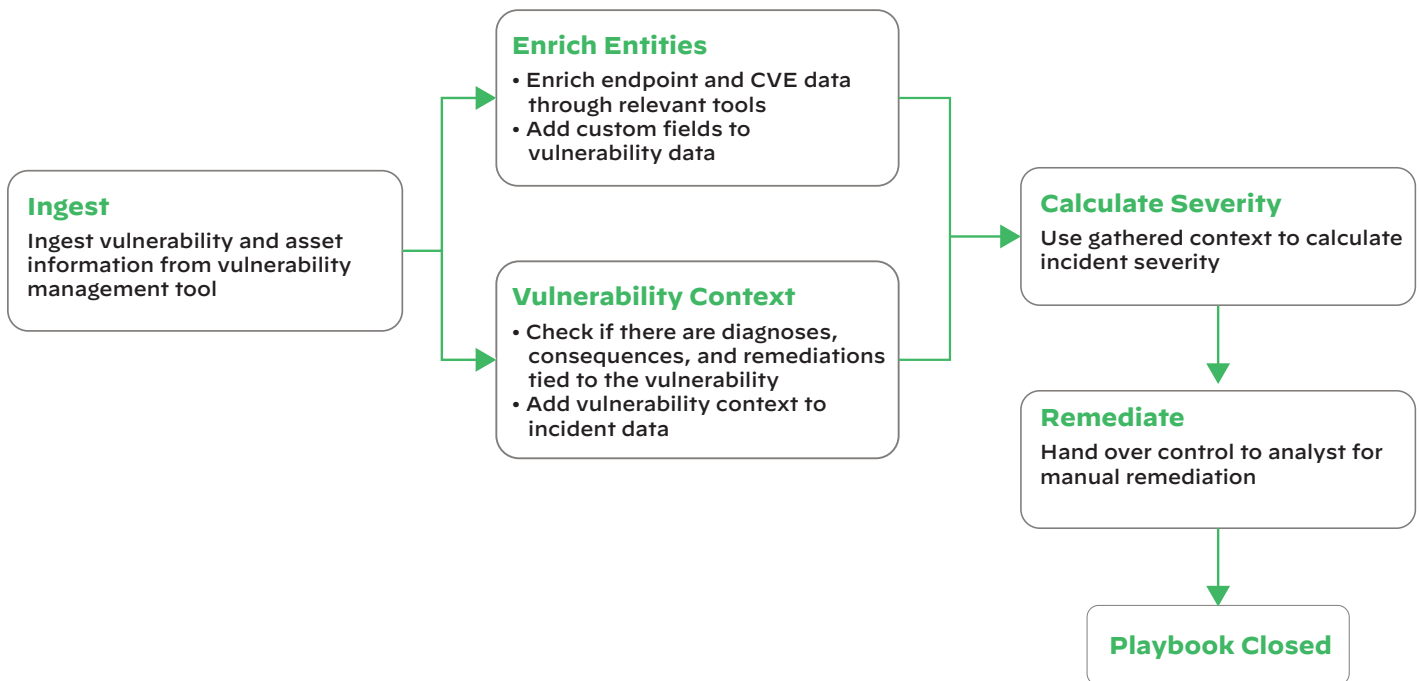 Ingest
Ingest vulnerability and asset
information from vulnerability
management tool
Enrich Entities
• Enrich endpoint and CVE data
through relevant tools
• Add custom fields to
vulnerability data
Vulnerability Context
• Check if there are diagnoses,
consequences, and remediations
tied to the vulnerability
• Add vulnerability context to
incident data
Calculate Severity
Use gathered context to calculate
incident severity
Remediate
Hand over control to analyst for
manual remediation
Playbook Closed